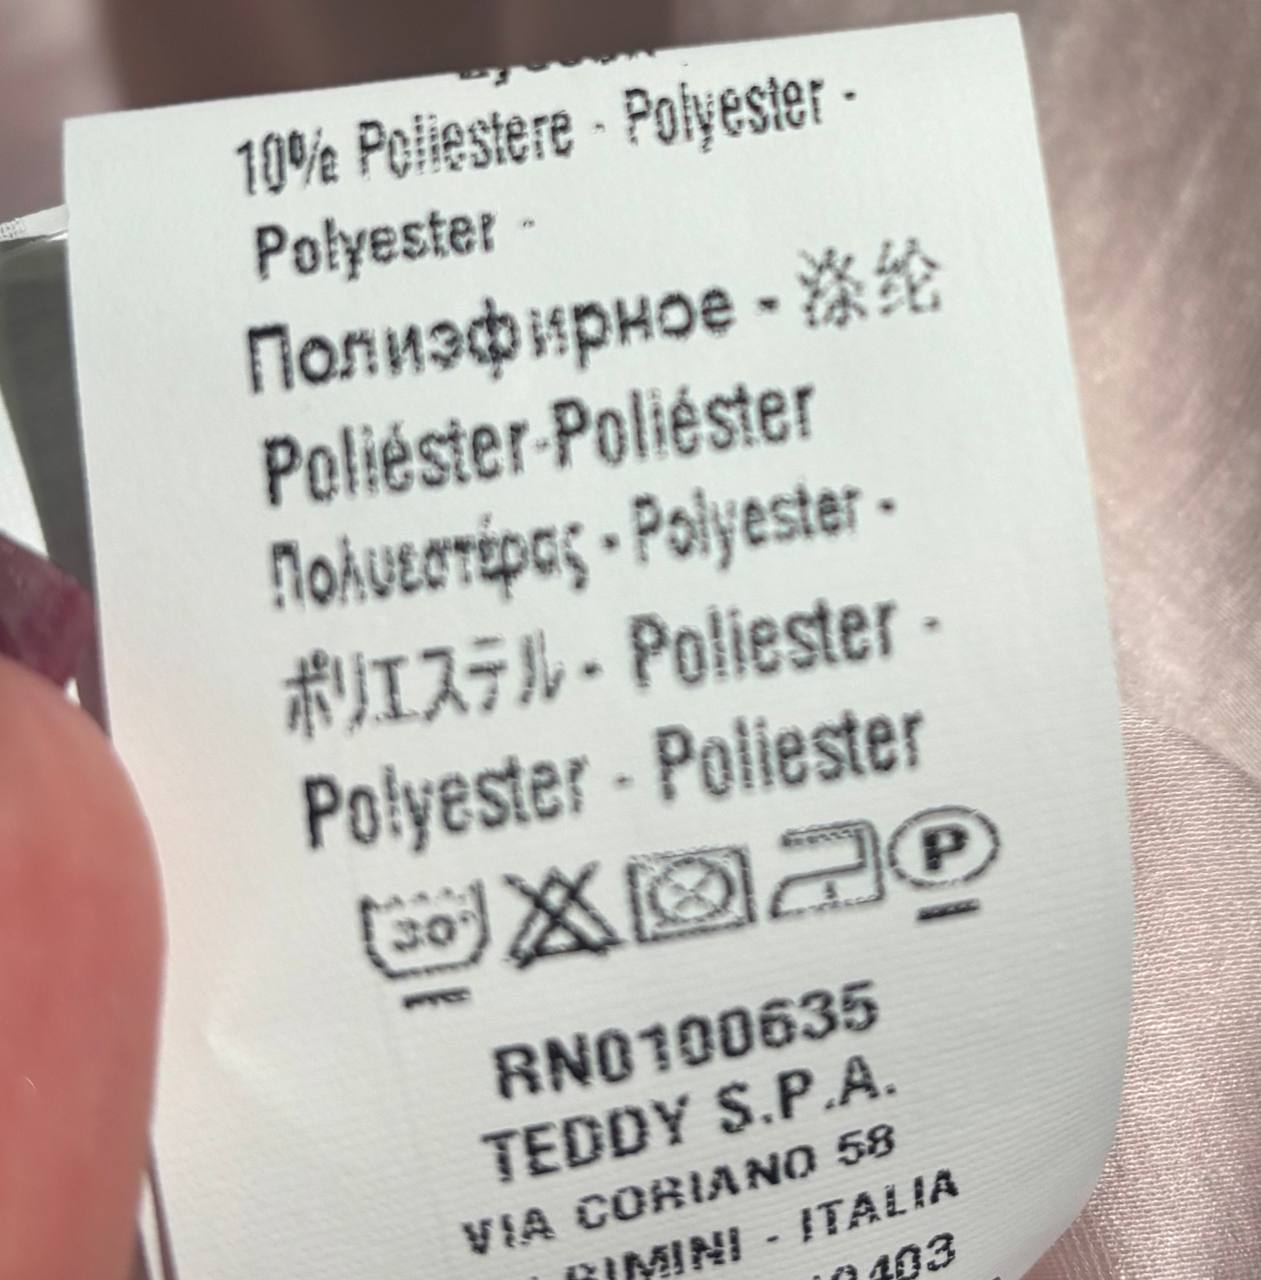 10% Poliestere - Polyester -
Polyester -
Полиэфирное - 涤纶
Poliéster-Poliéster
Πολυεστέρας - Polyester -
ポリエステル - Poliester -
Polyester - Poliester
30°
P
RN0100635
TEDDY S.P.A.
VIA CORIANO 58
RIMINI - ITALIA